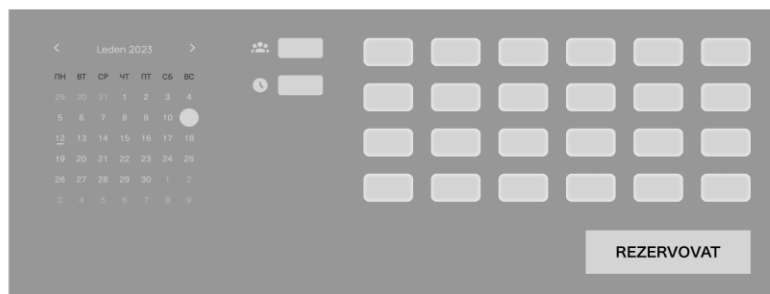 Leden 2023
ПН ВТ СР ЧТ ПТ СБ ВС
29 30 31 1 2 3 4
5 6 7 8 9 10
12 13 14 15 16 17 18
19 20 21 22 23 24 25
26 27 28 29 30 1 2
3 4 5 6 7 8 9
REZERVOVAT